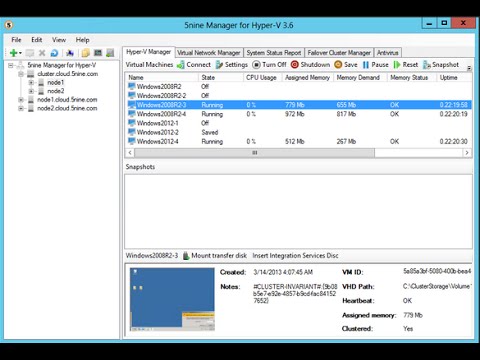 5nine Manager for Hyper-V 3.6
File View Help
5nine Manager for Hyper-V
cluster.cloud.5nine.com
node1
node2
node1.cloud.5nine.com
node2.cloud.5nine.com
Hyper-V Manager Virtual Network Manager System Status Report Failover Cluster Manager Antivirus
Virtual Machines Connect Settings Turn Off Shutdown Save Pause Reset Snapshot
Name State CPU Usage Assigned Memory Memory Demand Memory Status Uptime
Windows2008R2 Off
Windows2008R2-2 Off
Windows2008R2-3 Running 0 % 779 Mb 655 Mb OK 0.22:19:58
Windows2008R2-4 Running 0 % 972 Mb 817 Mb OK 0.22:20:19
Windows2012-1 Off
Windows2012-2 Saved
Windows2012-4 Running 0 % 512 Mb 267 Mb OK 0.22:20:30
Snapshots
Windows2008R2-3 Mount transfer disk Insert Integration Services Disc
Created: 3/14/2013 4:07:45 AM VM ID: 5a85a3bf-5080-400b-bea4
Notes: #CLUSTER-INVARIANT#:{9b08 VHD Path: C:\ClusterStorage\Volume
b5e7-e92e-4857-b9cd-fac84152 Heartbeat: OK
7652} Assigned memory: 779 Mb
Clustered: Yes